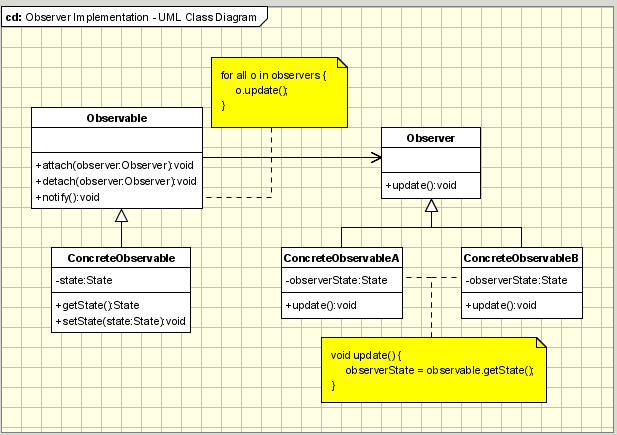 cd: Observer Implementation - UML Class Diagram
for all o in observers {
o.update();
}
Observable
+attach(observer:Observer):void
+detach(observer:Observer):void
+notify():void
Observer
+update():void
ConcreteObservable
-state:State
+getState():State
+setState(state:State):void
ConcreteObservableA
-observerState:State
+update():void
ConcreteObservableB
-observerState:State
+update():void
void update() {
observerState = observable.getState();
}